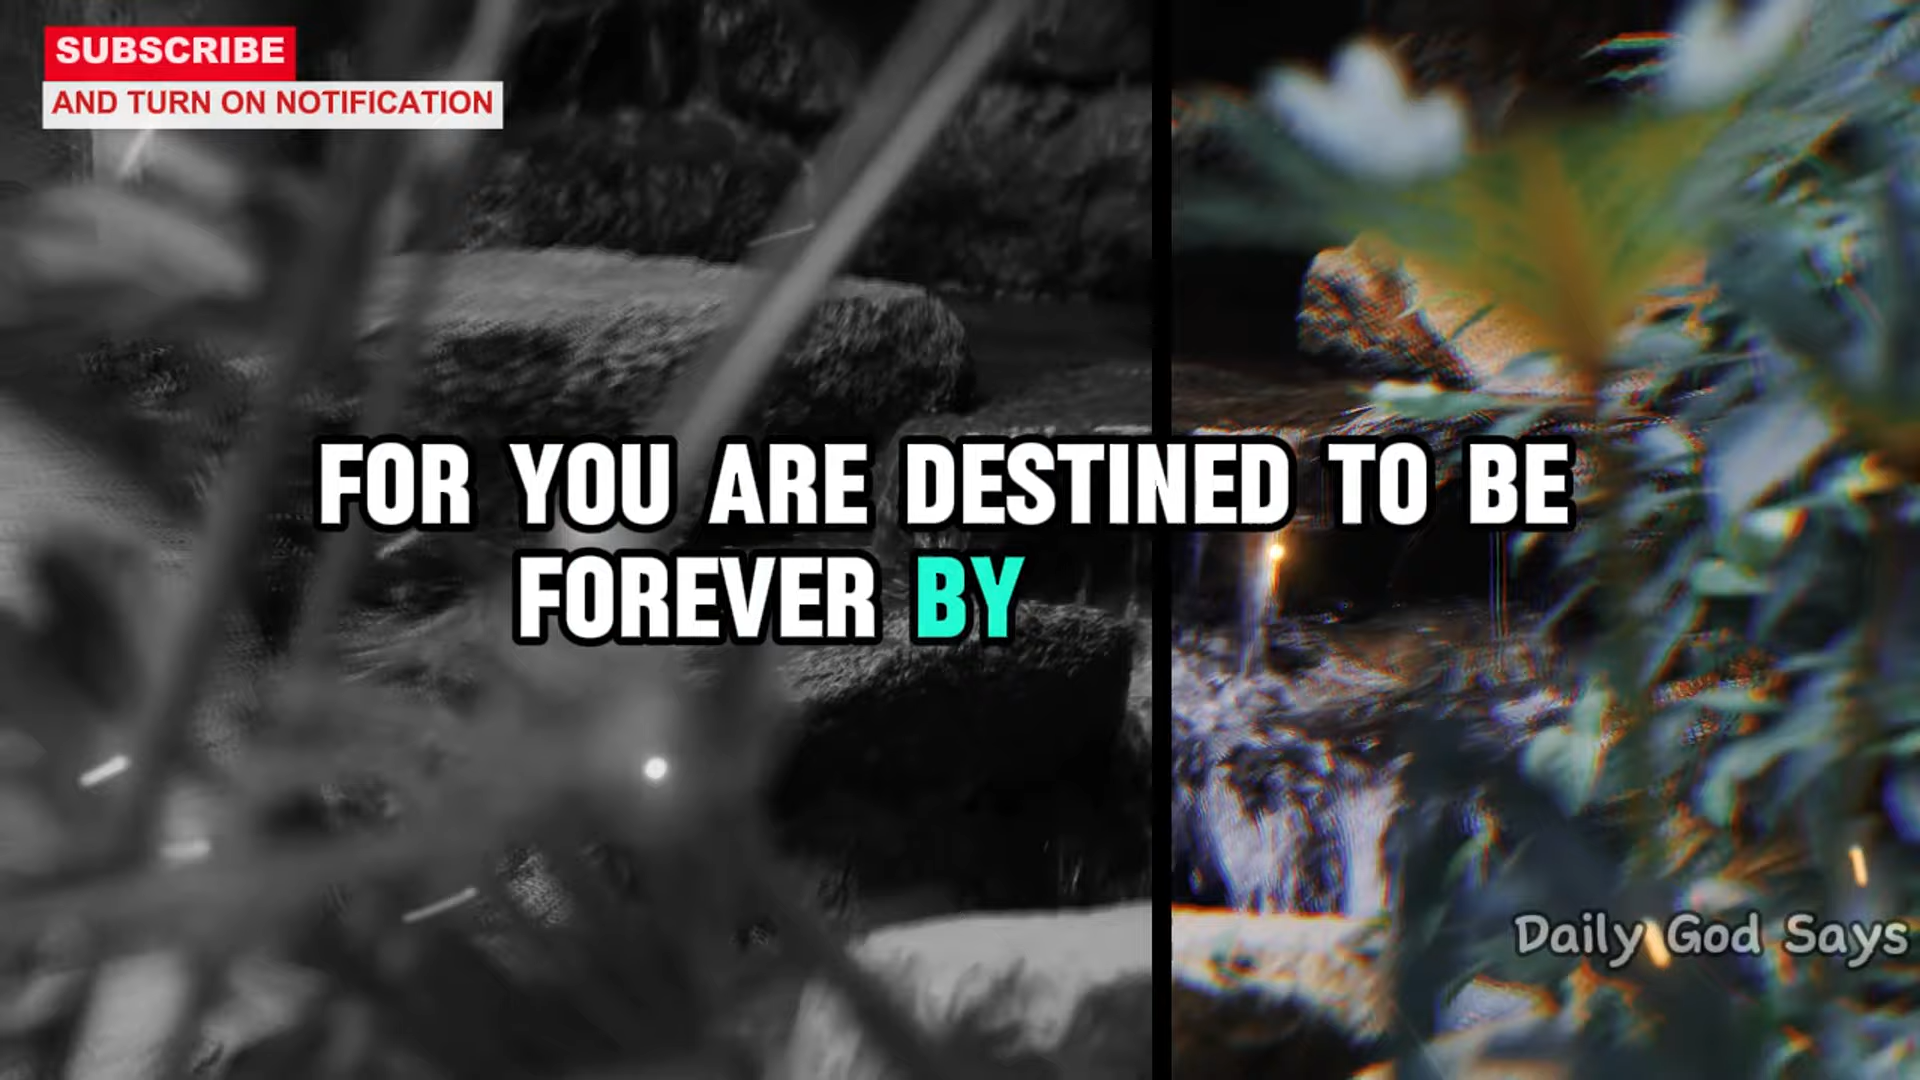 SUBSCRIBE
AND TURN ON NOTIFICATION
FOR YOU ARE DESTINED TO BE
FOREVER BY
Daily God Says